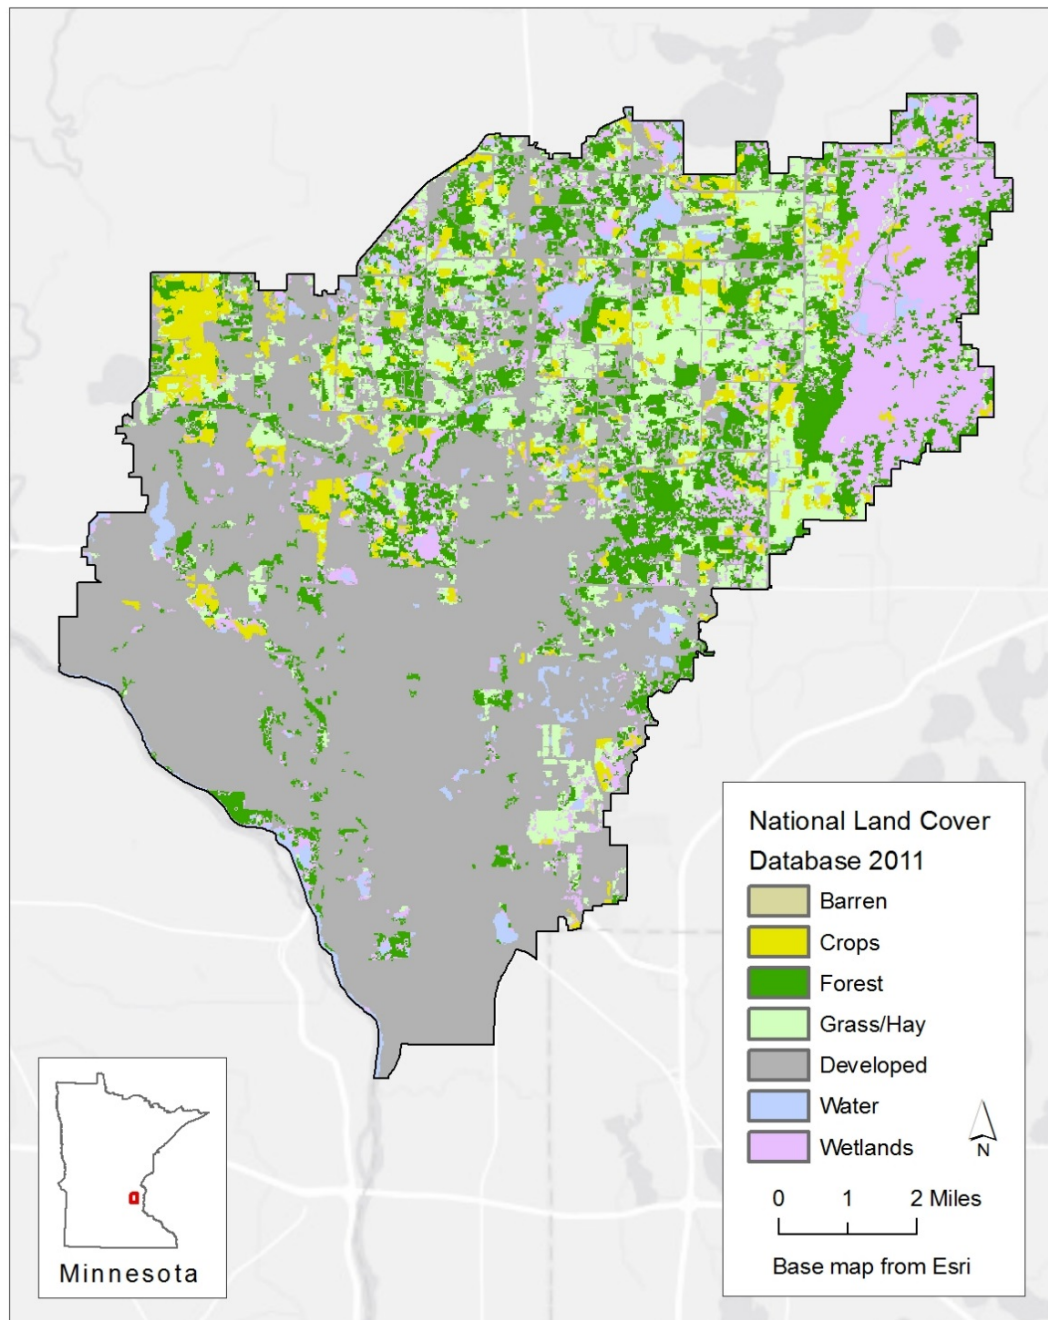 National Land Cover
Database 2011
Barren
Crops
Forest
Grass/Hay
Developed
Water
Wetlands
N
0 1 2 Miles
Base map from Esri
Minnesota